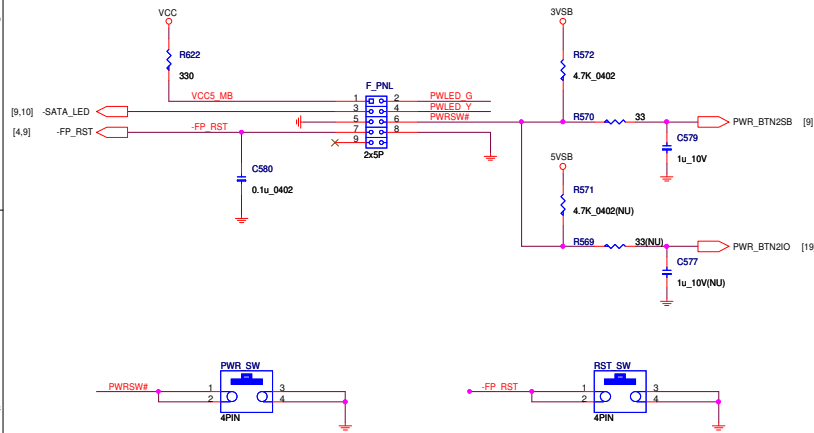 VCC
3VSB
R622
330
R572
4.7K_0402
F_PNL
VCC5_MB
1
2
PWLED_G
[9,10]
-SATA_LED
3
4
PWLED_Y
5
6
PWRSW#
R570
33
PWR_BTN2SB
[9]
[4,9]
-FP_RST
-FP_RST
7
8
9
2x5P
C579
1u_10V
C580
0.1u_0402
5VSB
R571
4.7K_0402(NU)
R569
33(NU)
PWR_BTN2IO
[19
C577
1u_10V(NU)
PWR_SW
PWRSW#
1
2
3
4
4PIN
RST_SW
-FP_RST
1
2
3
4
4PIN